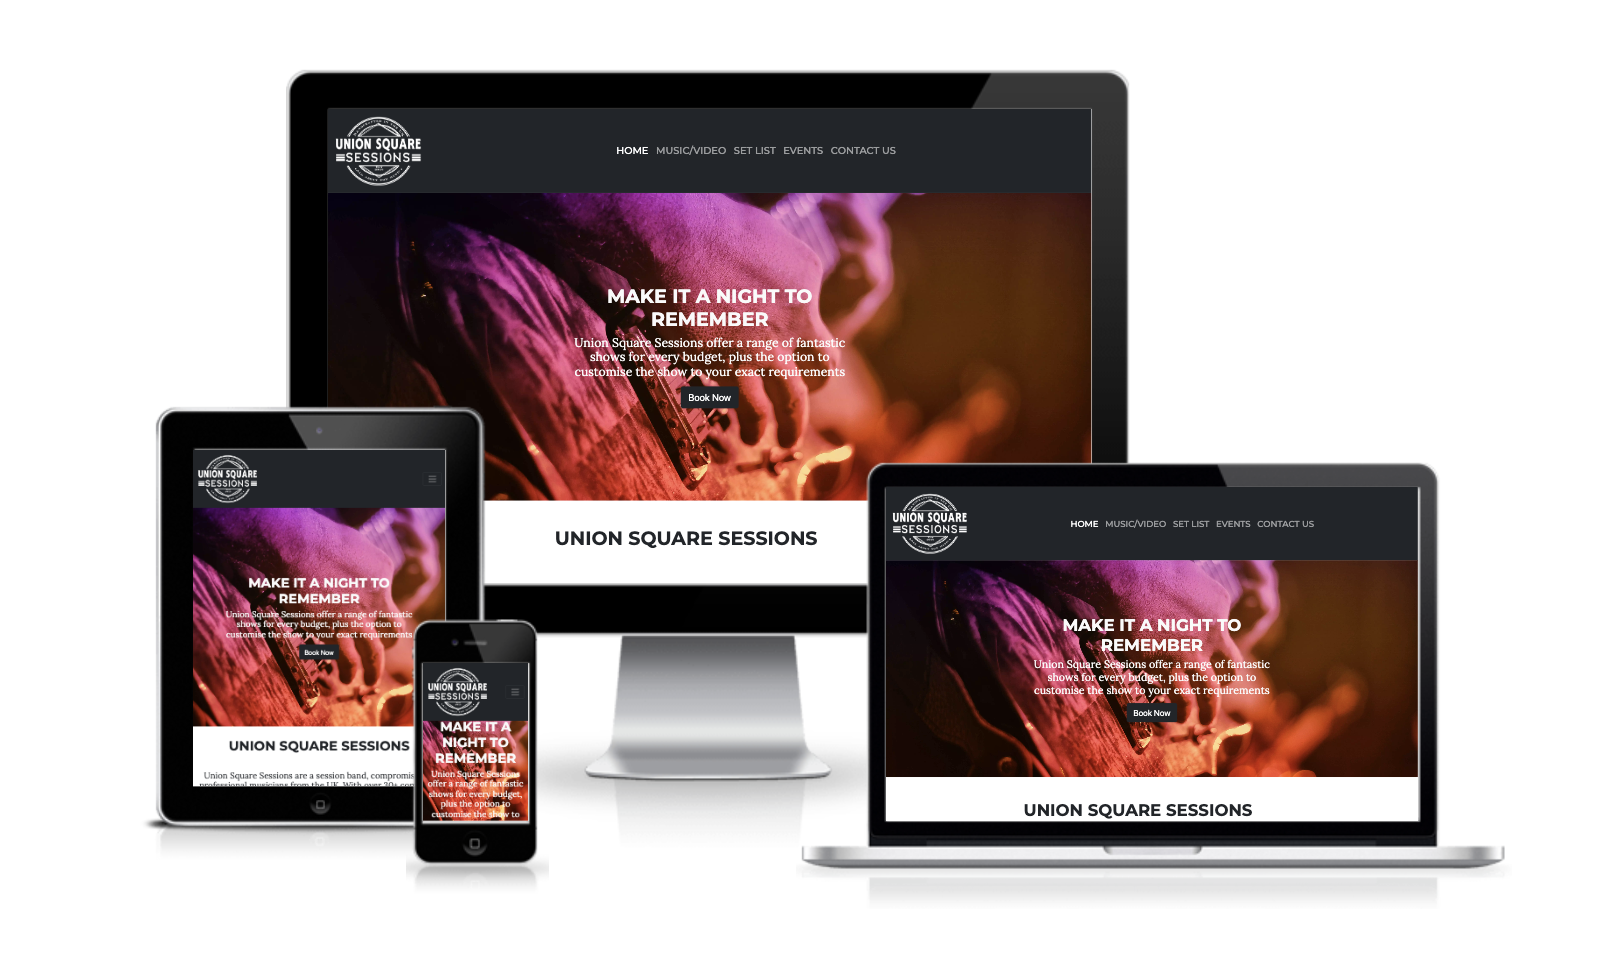 UNION SQUARE
SESSIONS
HOME MUSIC/VIDEO SET LIST EVENTS CONTACT US
MAKE IT A NIGHT TO
REMEMBER
Union Square Sessions offer a range of fantastic
shows for every budget, plus the option to
customise the show to your exact requirements
Book Now
UNION SQUARE SESSIONS
UNION SQUARE
SESSIONS
MAKE IT A NIGHT TO
REMEMBER
Union Square Sessions offer a range of fantastic
shows for every budget, plus the option to
customise the show to your exact requirements
Book Now
UNION SQUARE SESSIONS
Union Square Sessions are a session band, compromis
professional musicians from the UK. With over 20+
UNION SQUARE
SESSIONS
MAKE IT A
NIGHT TO
REMEMBER
Union Square Sessions
offer a range of fantastic
shows for every budget,
plus the option to
customise the show to
UNION SQUARE
SESSIONS
HOME MUSIC/VIDEO SET LIST EVENTS CONTACT US
MAKE IT A NIGHT TO
REMEMBER
Union Square Sessions offer a range of fantastic
shows for every budget, plus the option to
customise the show to your exact requirements
Book Now
UNION SQUARE SESSIONS